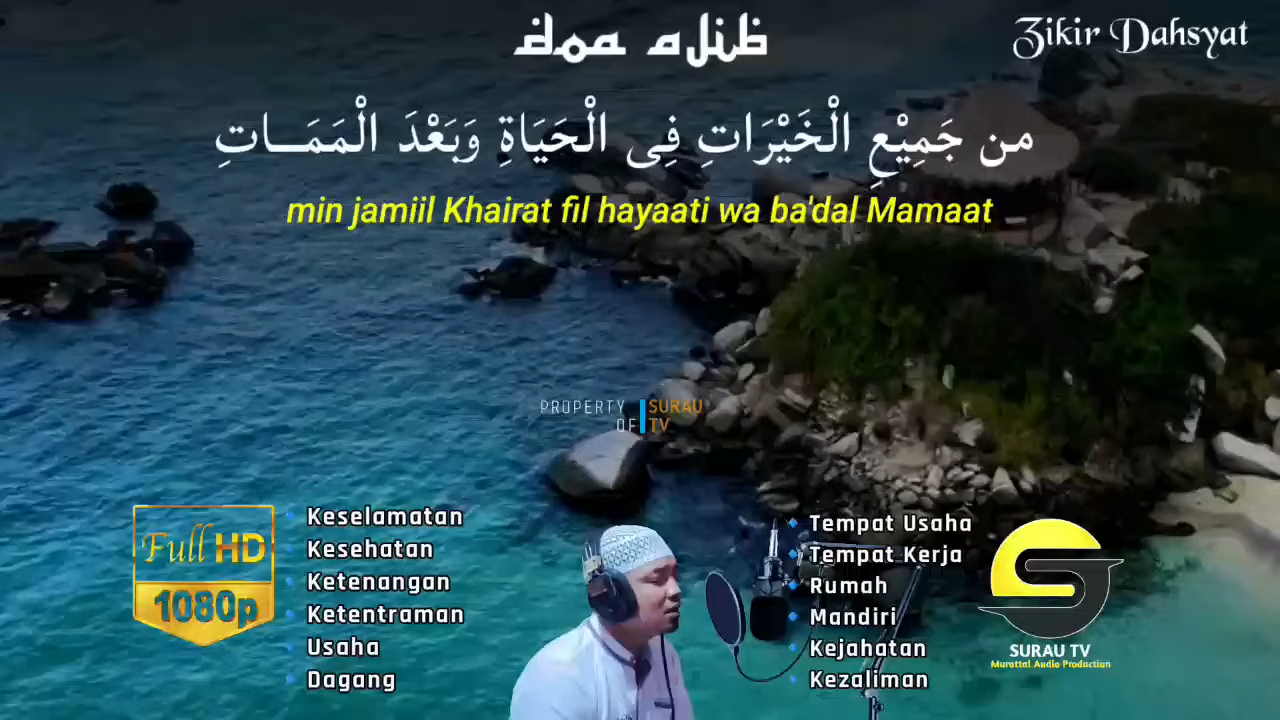 doa ajib
Zikir Dahsyat
من جَمِيْعِ الْخَيْرَاتِ فِى الْحَيَاةِ وَبَعْدَ الْمَمَـــاتِ
min jamiil Khairat fil hayaati wa ba'dal Mamaat
PROPERTY OF
SURAU TV
Full HD
1080p
Keselamatan
Kesehatan
Ketenangan
Ketentraman
Usaha
Dagang
Tempat Usaha
Tempat Kerja
Rumah
Mandiri
Kejahatan
Kezaliman
SURAU TV
Murottal Audio Production